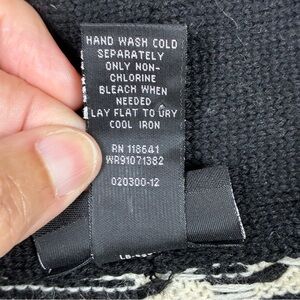 HAND WASH COLD
SEPARATELY
ONLY NON-
CHLORINE
BLEACH WHEN
NEEDED
LAY FLAT TO DRY
COOL IRON
RN 118641
WR91071382
020300-12